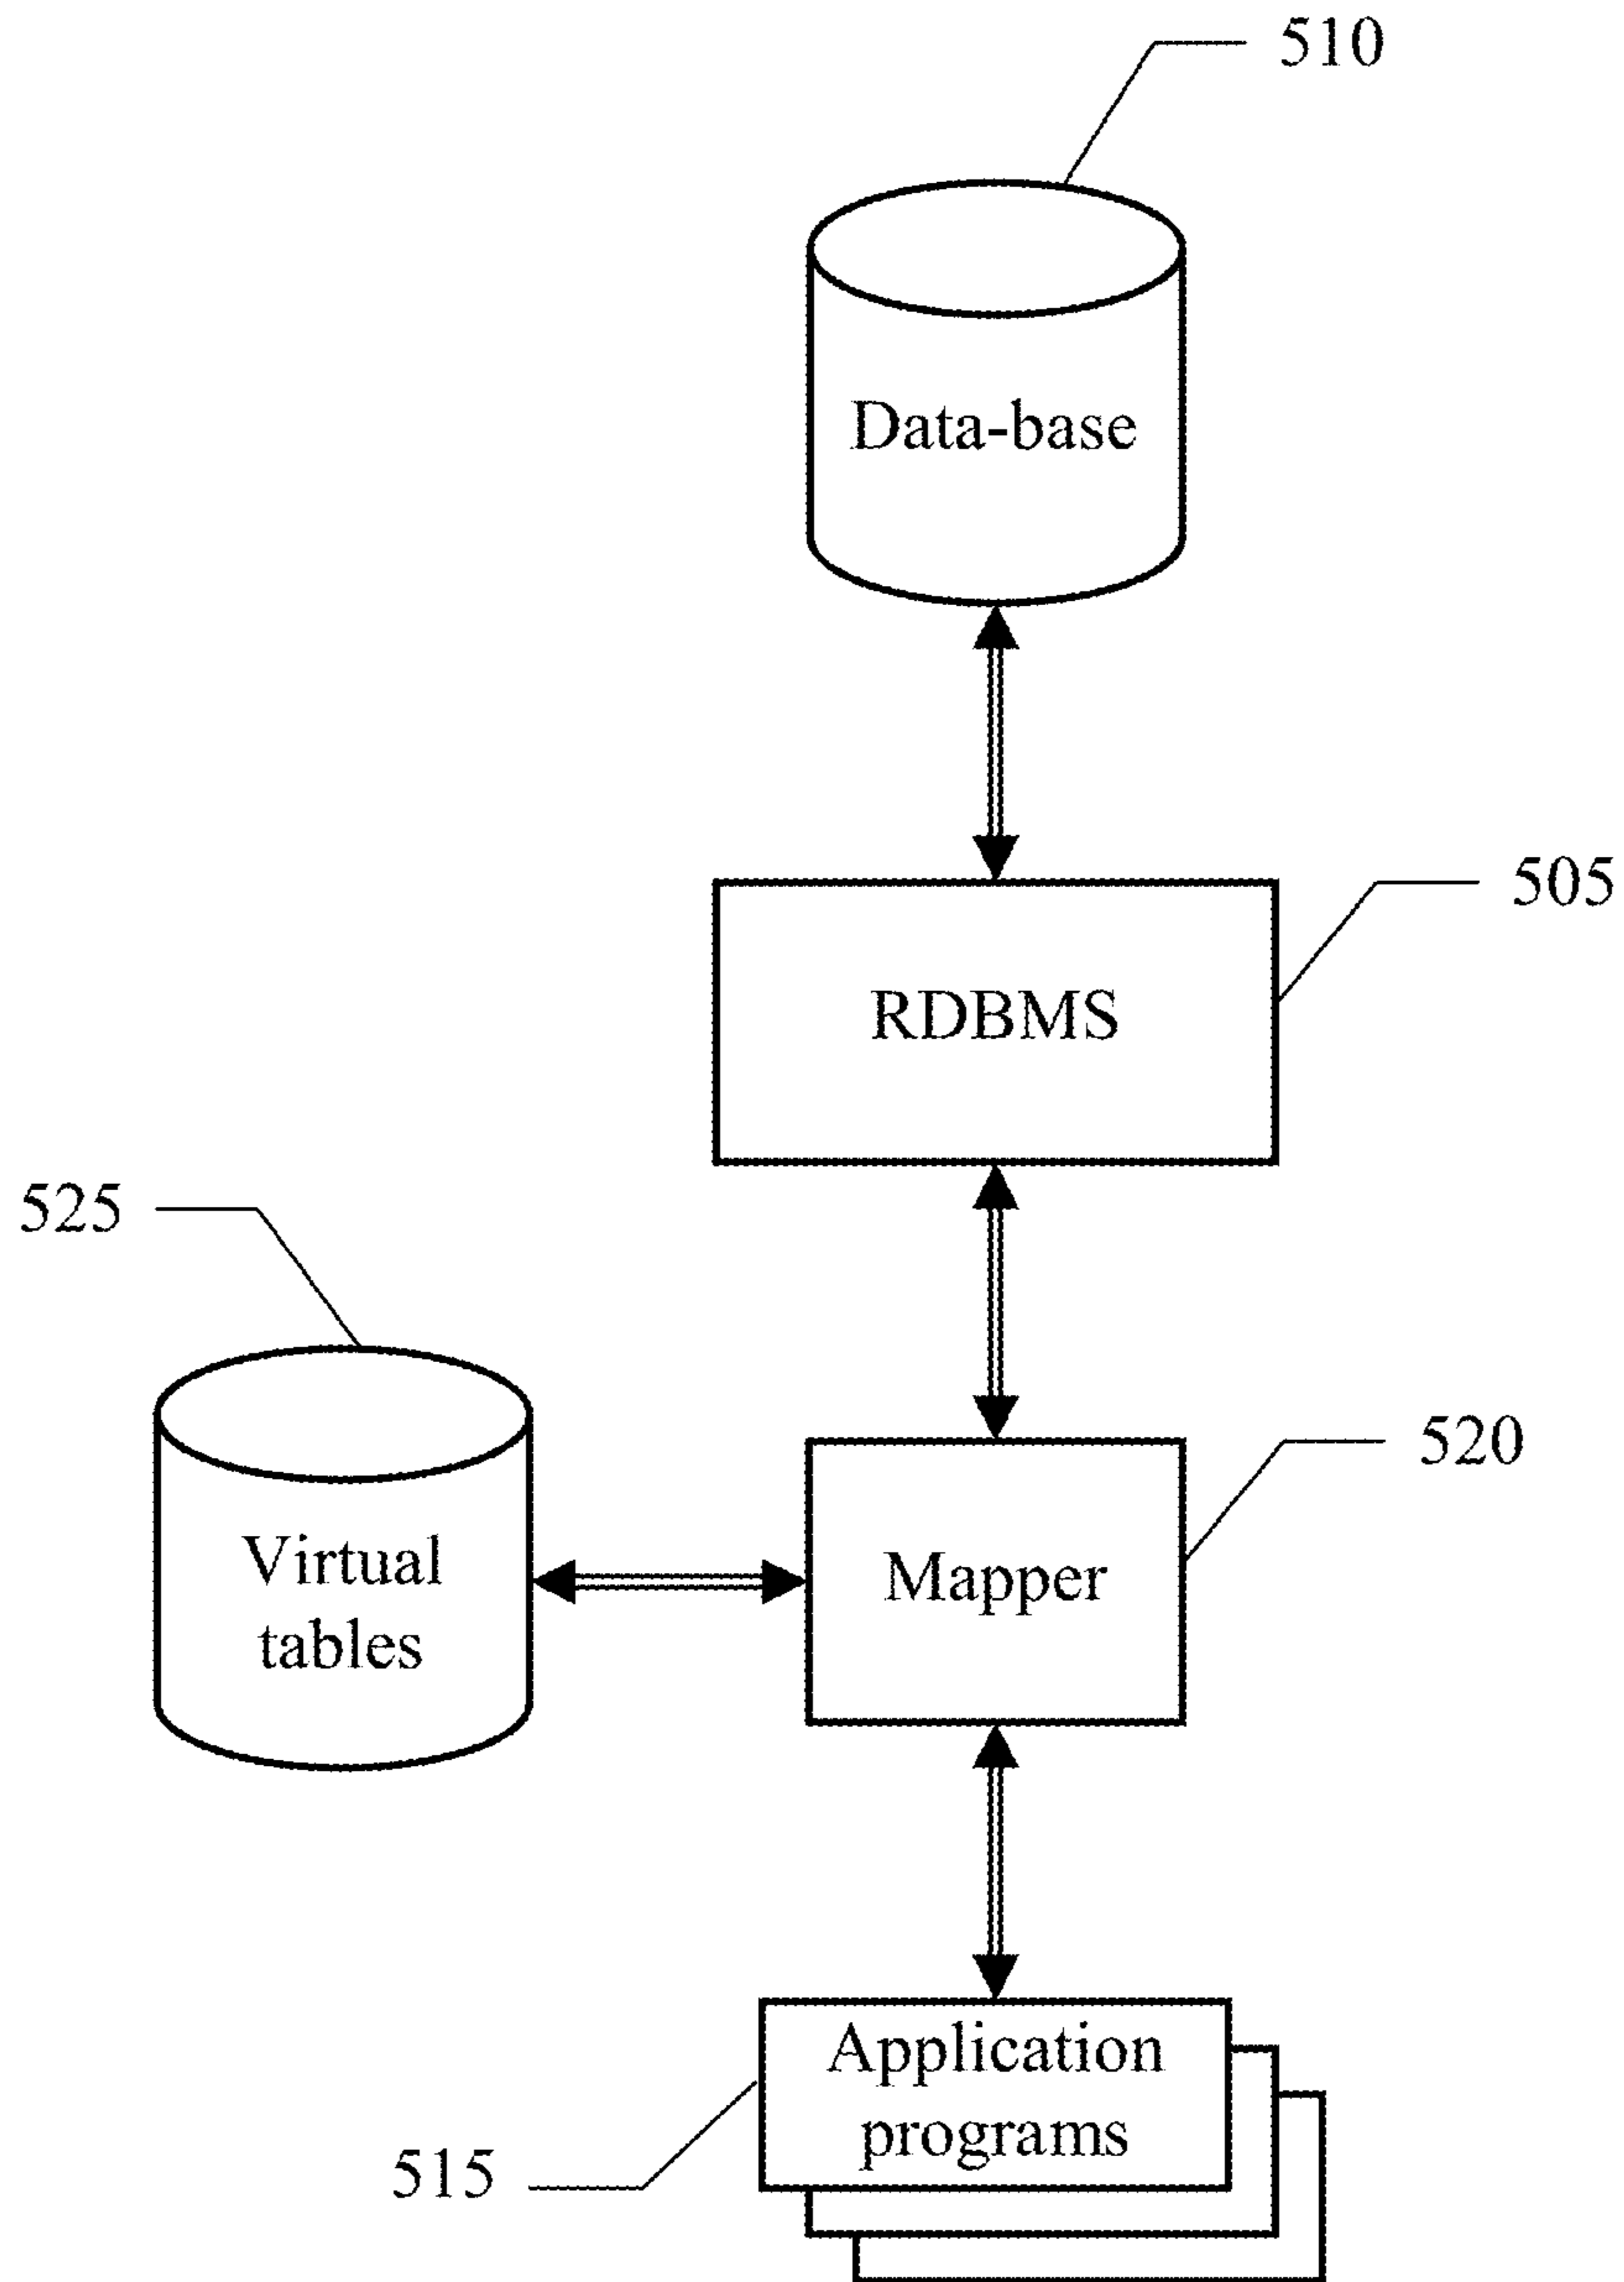 510
Data-base
505
RDBMS
525
520
Virtual
tables
Mapper
Application
programs
515